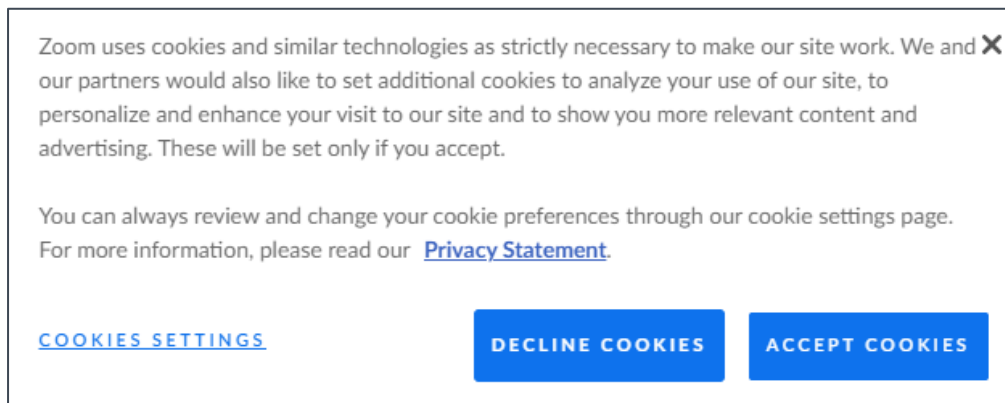 Zoom uses cookies and similar technologies as strictly necessary to make our site work. We and
our partners would also like to set additional cookies to analyze your use of our site, to
personalize and enhance your visit to our site and to show you more relevant content and
advertising. These will be set only if you accept.
You can always review and change your cookie preferences through our cookie settings page.
For more information, please read our Privacy Statement.
COOKIES SETTINGS DECLINE COOKIES ACCEPT COOKIES